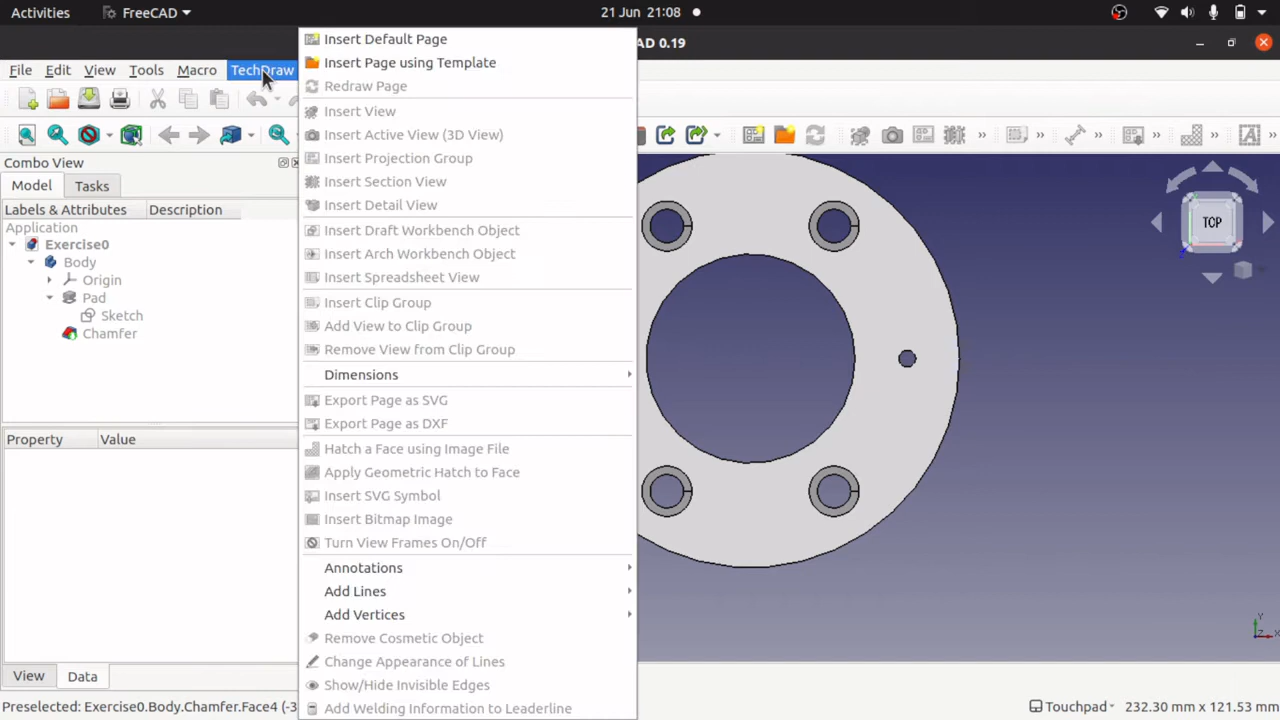 Activities
FreeCAD
21 Jun 21:08
AD 0.19
File
Edit
View
Tools
Macro
TechDraw
Insert Default Page
Insert Page using Template
Redraw Page
Insert View
Insert Active View (3D View)
Insert Projection Group
Insert Section View
Insert Detail View
Insert Draft Workbench Object
Insert Arch Workbench Object
Insert Spreadsheet View
Insert Clip Group
Add View to Clip Group
Remove View from Clip Group
Dimensions
Export Page as SVG
Export Page as DXF
Hatch a Face using Image File
Apply Geometric Hatch to Face
Insert SVG Symbol
Insert Bitmap Image
Turn View Frames On/Off
Annotations
Add Lines
Add Vertices
Remove Cosmetic Object
Change Appearance of Lines
Show/Hide Invisible Edges
Add Welding Information to Leaderline
Combo View
Model
Tasks
Labels & Attributes
Description
Application
Exercise0
Body
Origin
Pad
Sketch
Chamfer
Property
Value
View
Data
TOP
Y
Z
X
Preselected: Exercise0.Body.Chamfer.Face4 (-3
Touchpad
232.30 mm x 121.53 mm